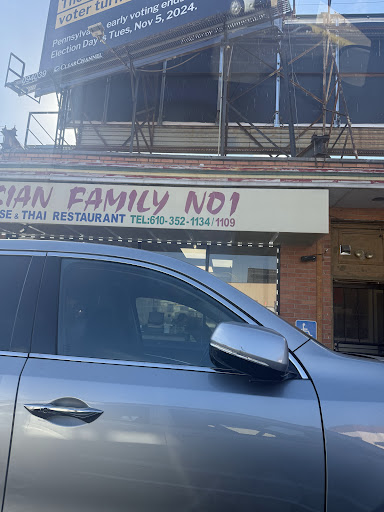 voter turn
Pennsylva early voting en
Election Day Tues, Nov 5, 2024.
CLEAR CHANNEL
CIAN FAMILY NO1
SE & THAI RESTAURANT TEL:610-352-1134/1109